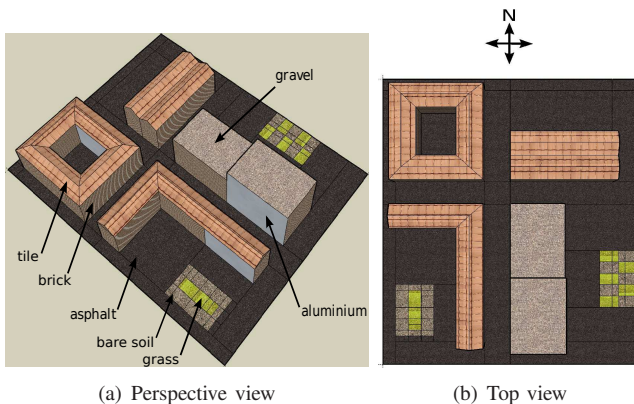 N
gravel
tile
brick
asphalt
bare soil
grass
aluminium
(a) Perspective view
(b) Top view